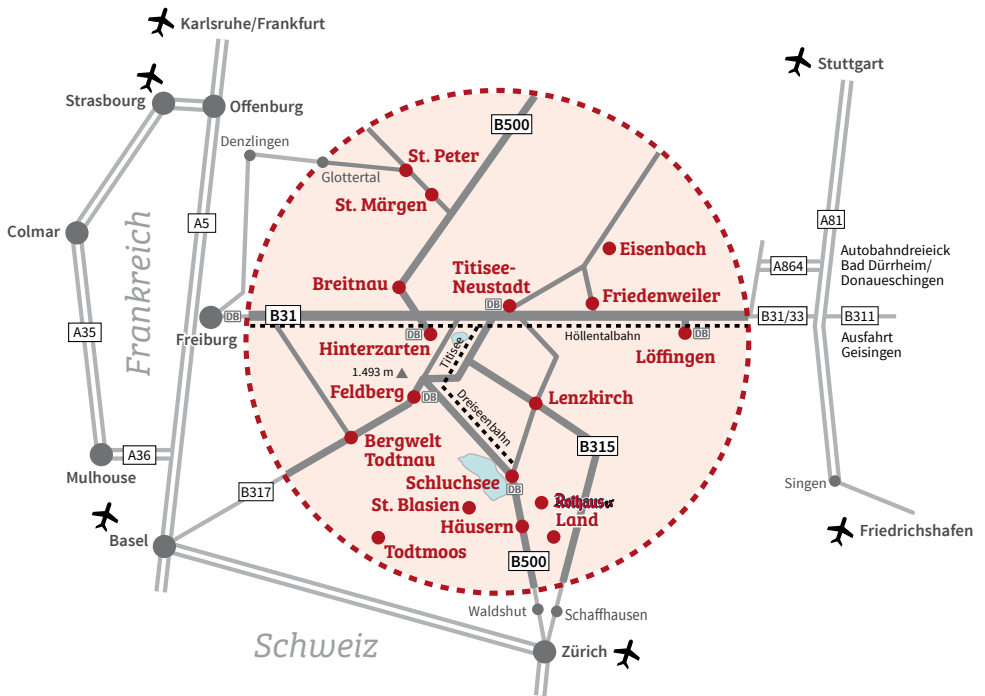 Karlsruhe/Frankfurt
Stuttgart
Strasbourg
Offenburg
B500
Denzlingen
St. Peter
Glottertal
St. Märgen
A5
A81
Colmar
Frankreich
Eisenbach
Autobahndreieick
Bad Dürrheim/
Donaueschingen
A864
Breitnau
Titisee-
Neustadt
DB
Friedenweiler
B31
DB
Freiburg
B31/33
B311
A35
Hinterzarten
DB
Höllentalbahn
DB
Löffingen
Ausfahrt
Geisingen
Titisee
1.493 m
Feldberg
DB
Dreiseenbahn
Lenzkirch
Bergwelt
Todtnau
B315
A36
Mulhouse
Schluchsee
DB
B317
Singen
St. Blasien
Rothaus
Land
Häusern
Basel
Todtmoos
Friedrichshafen
B500
Waldshut
Schaffhausen
Schweiz
Zürich